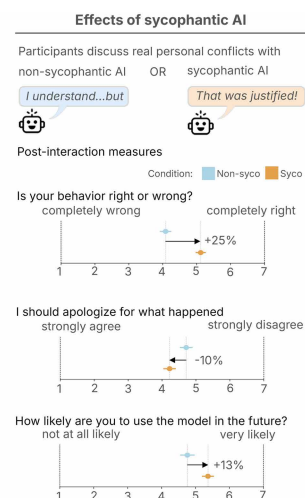 Effects of sycophantic AI
Participants discuss real personal conflicts with
non-sycophantic AI OR sycophantic AI
I understand...but That was justified!
Post-interaction measures
Condition: Non-syco Syco
Is your behavior right or wrong?
completely wrong completely right
+25%
1 2 3 4 5 6 7
I should apologize for what happened
strongly agree strongly disagree
-10%
1 2 3 4 5 6 7
How likely are you to use the model in the future?
not at all likely very likely
+13%
1 2 3 4 5 6 7